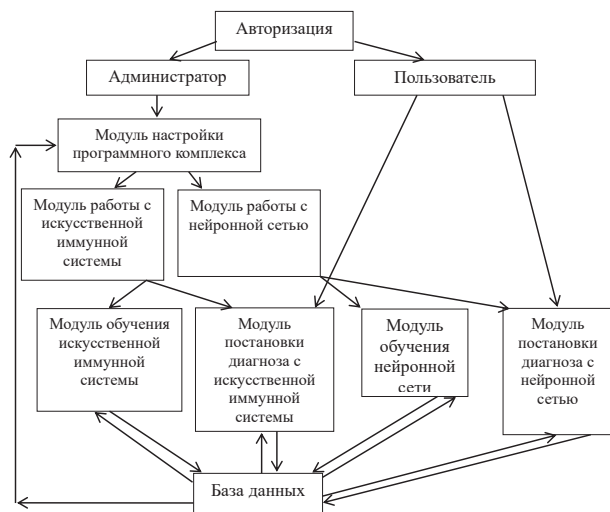 Авторизация
Администратор
Пользователь
Модуль настройки
программного комплекса
Модуль работы с
искусственной
иммунной
системы
Модуль работы с
нейронной сетью
Модуль обучения
искусственной
иммунной
системы
Модуль
постановки
диагноза с
искусственной
иммунной
системы
Модуль
обучения
нейронной
сети
Модуль
постановки
диагноза с
нейронной
сетью
База данных